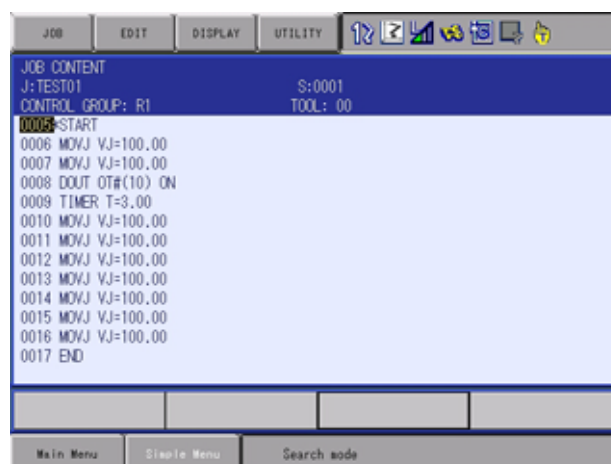 JOB EDIT DISPLAY UTILITY
JOB CONTENT
J:TEST01 S:0001
CONTROL GROUP: R1 TOOL: 00
0005 *START
0006 MOVJ VJ=100.00
0007 MOVJ VJ=100.00
0008 DOUT OT#(10) ON
0009 TIMER T=3.00
0010 MOVJ VJ=100.00
0011 MOVJ VJ=100.00
0012 MOVJ VJ=100.00
0013 MOVJ VJ=100.00
0014 MOVJ VJ=100.00
0015 MOVJ VJ=100.00
0016 MOVJ VJ=100.00
0017 END
Main Menu Simple Menu Search mode